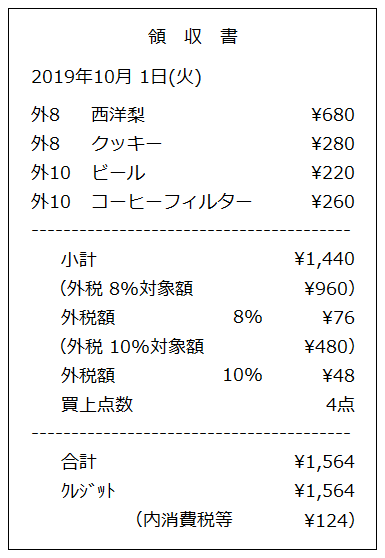 領 収 書
2019年10月 1日(火)
外8 西洋梨 ¥680
外8 クッキー ¥280
外10 ビール ¥220
外10 コーヒーフィルター ¥260
----------------------------------------
小計 ¥1,440
(外税 8%対象額 ¥960)
外税額 8% ¥76
(外税 10%対象額 ¥480)
外税額 10% ¥48
買上点数 4点
----------------------------------------
合計 ¥1,564
ｸﾚｼﾞｯﾄ ¥1,564
(内消費税等 ¥124)